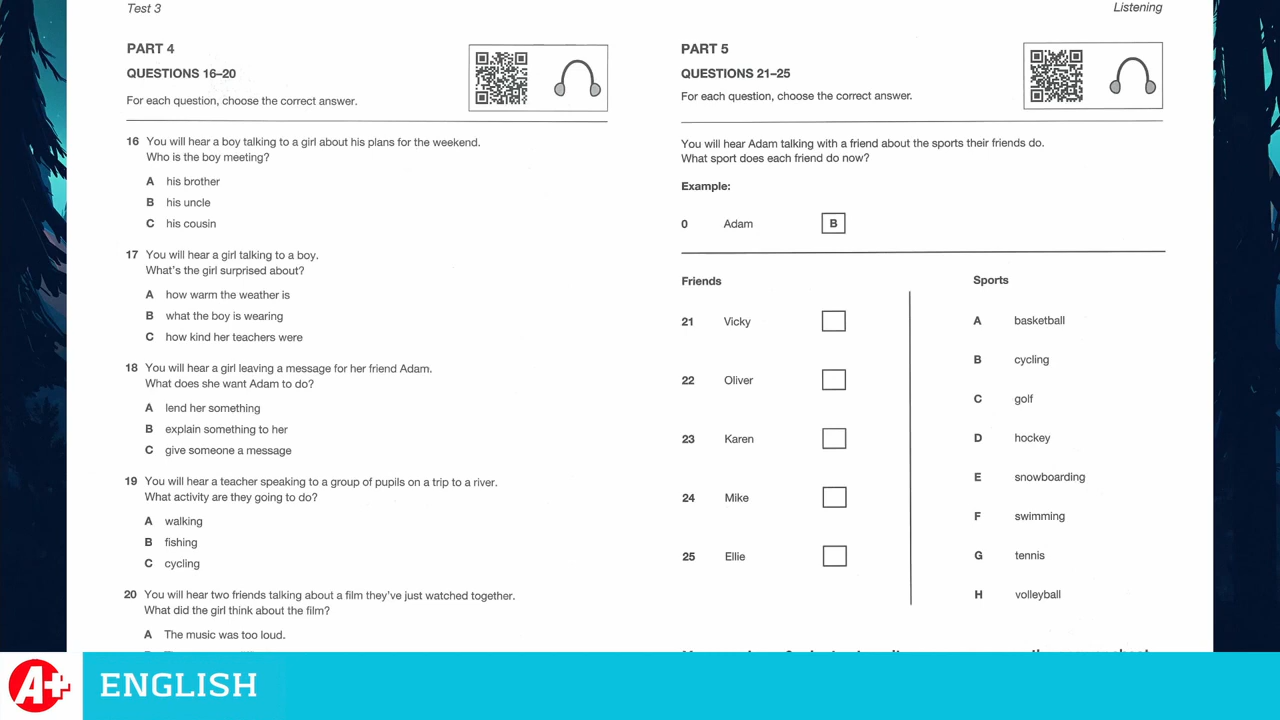 Test 3
Listening
PART 4
QUESTIONS 16–20
For each question, choose the correct answer.
16 You will hear a boy talking to a girl about his plans for the weekend.
Who is the boy meeting?
A his brother
B his uncle
C his cousin
17 You will hear a girl talking to a boy.
What's the girl surprised about?
A how warm the weather is
B what the boy is wearing
C how kind her teachers were
18 You will hear a girl leaving a message for her friend Adam.
What does she want Adam to do?
A lend her something
B explain something to her
C give someone a message
19 You will hear a teacher speaking to a group of pupils on a trip to a river.
What activity are they going to do?
A walking
B fishing
C cycling
20 You will hear two friends talking about a film they've just watched together.
What did the girl think about the film?
A The music was too loud.
PART 5
QUESTIONS 21–25
For each question, choose the correct answer.
You will hear Adam talking with a friend about the sports their friends do.
What sport does each friend do now?
Example:
0 Adam B
Friends
21 Vicky
22 Oliver
23 Karen
24 Mike
25 Ellie
Sports
A basketball
B cycling
C golf
D hockey
E snowboarding
F swimming
G tennis
H volleyball
A+ ENGLISH